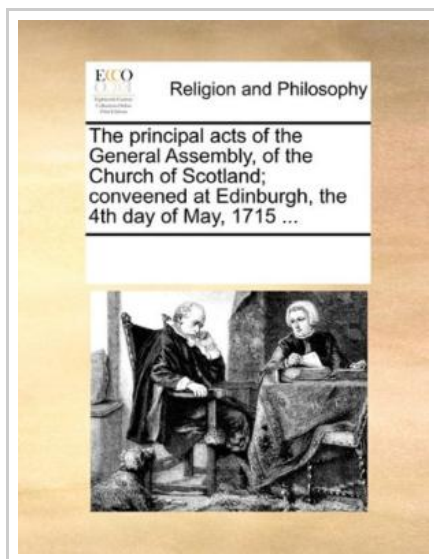 ECCO
Religion and Philosophy
The principal acts of the
General Assembly, of the
Church of Scotland;
conveened at Edinburgh, the
4th day of May, 1715 ...